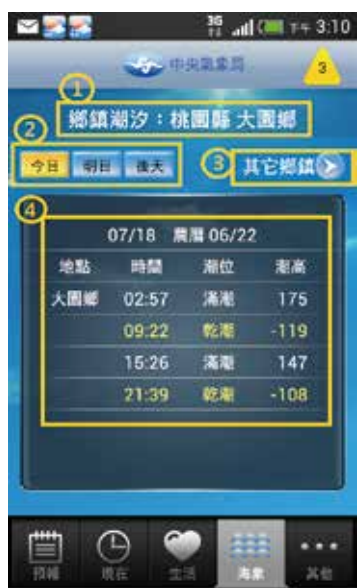 3G 下午 3:10
中央氣象局
3
1
鄉鎮潮汐：桃園縣 大園鄉
2
今日 明日 後天
3 其它鄉鎮
4
07/18 農曆 06/22
地點 時間 潮位 潮高
大園鄉 02:57 滿潮 175
09:22 乾潮 -119
15:26 滿潮 147
21:39 乾潮 -108
預報 現在 生活 海象 其他